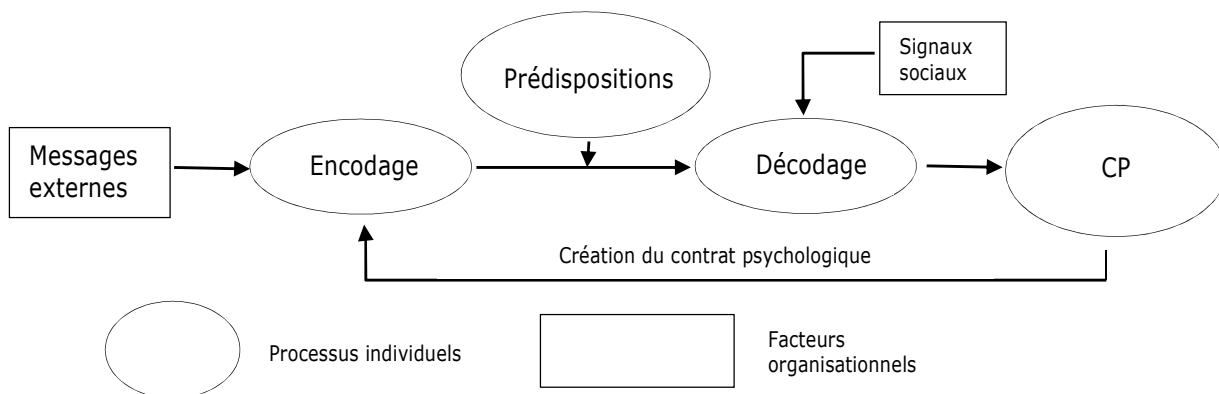 Signaux
sociaux
Prédispositions
Messages
externes
Encodage
Décodage
CP
Création du contrat psychologique
Processus individuels
Facteurs
organisationnels